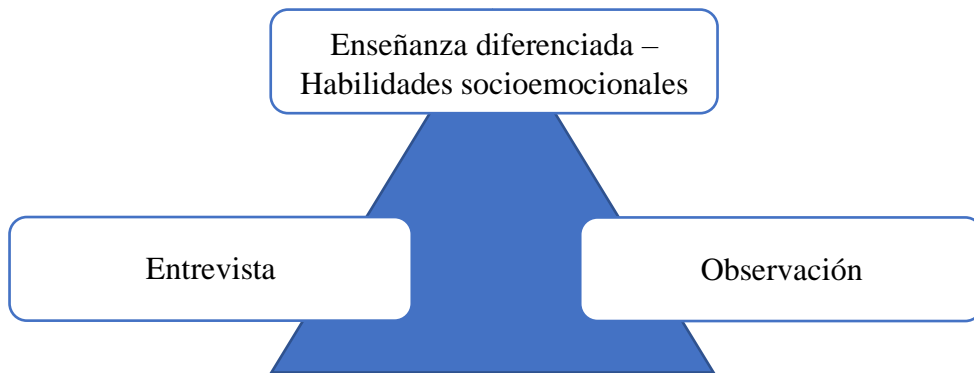 Enseñanza diferenciada –
Habilidades socioemocionales
Entrevista
Observación